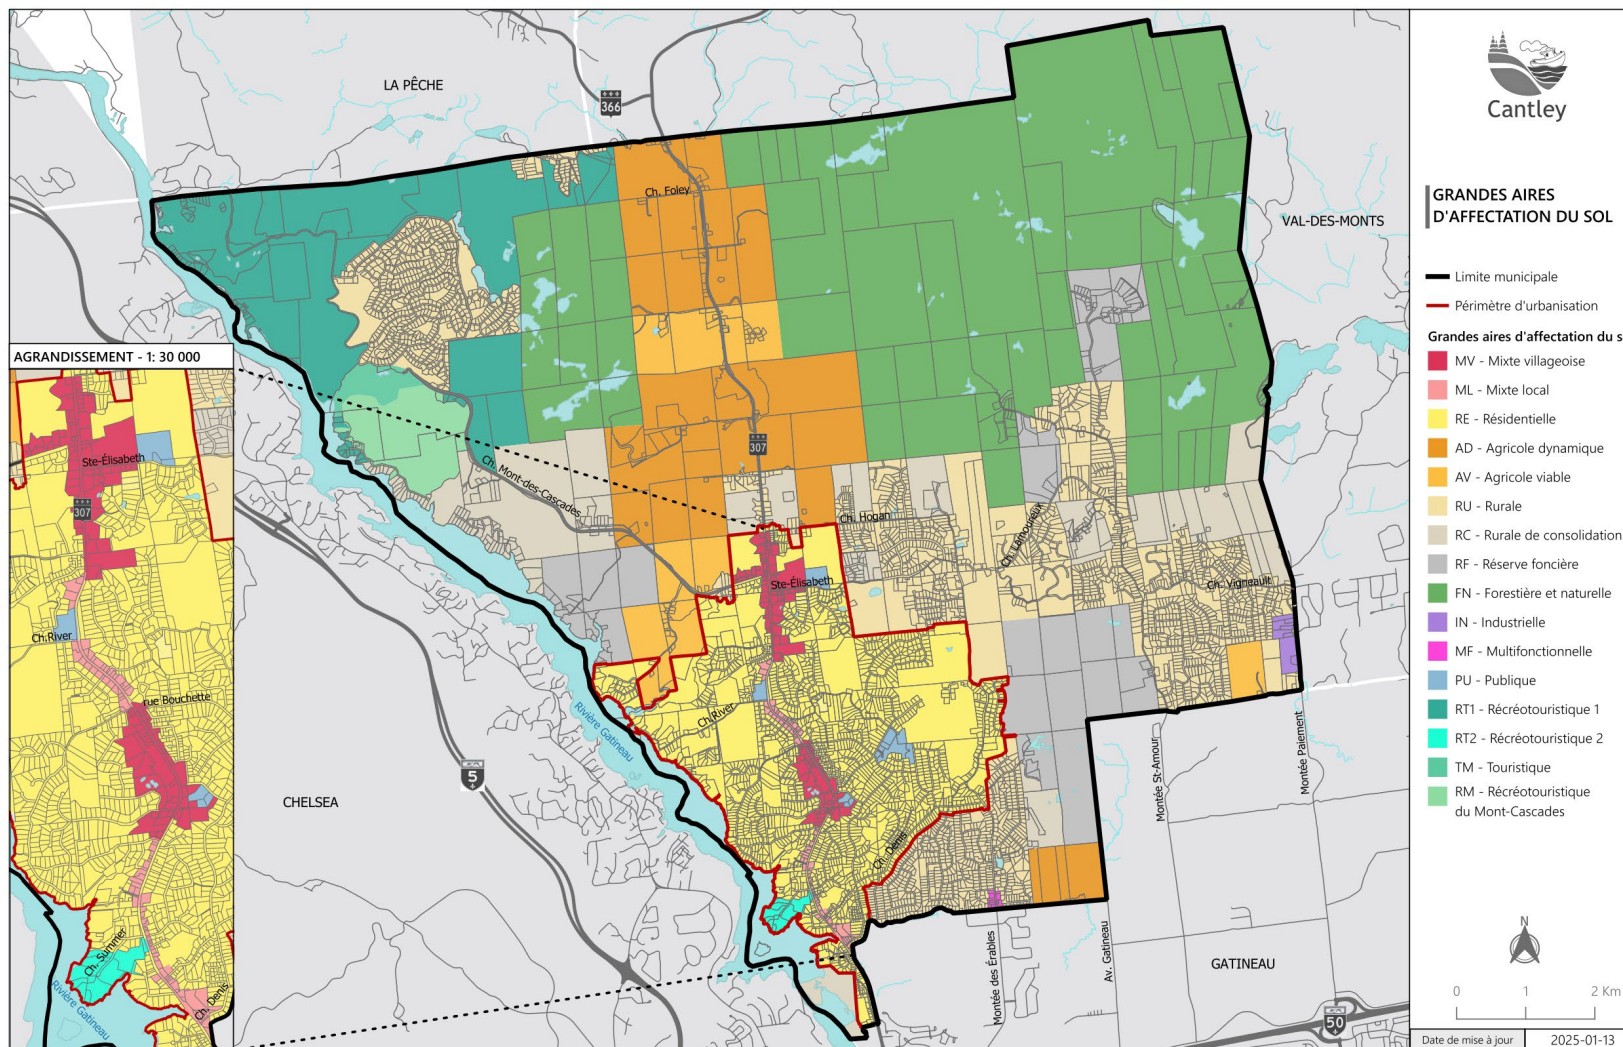 LA PÊCHE
366
Ch. Foley
VAL-DES-MONTS
AGRANDISSEMENT - 1: 30 000
Ste-Élisabeth
307
Ch.River
rue Bouchette
Ch. Summer
Ch. Denis
Rivière Gatineau
307
Ch. Mont-des-Cascades
Ch. Hogan
Ch. Lamoureux
Ch. Vigneault
Ste-Élisabeth
Ch.River
Rivière Gatineau
5
CHELSEA
Ch. Denis
Montée St-Amour
Montée Paiement
Montée des Érables
Av. Gatineau
GATINEAU
50
Cantley
GRANDES AIRES
D'AFFECTATION DU SOL
Limite municipale
Périmètre d'urbanisation
Grandes aires d'affectation du s
MV - Mixte villageoise
ML - Mixte local
RE - Résidentielle
AD - Agricole dynamique
AV - Agricole viable
RU - Rurale
RC - Rurale de consolidation
RF - Réserve foncière
FN - Forestière et naturelle
IN - Industrielle
MF - Multifonctionnelle
PU - Publique
RT1 - Récréotouristique 1
RT2 - Récréotouristique 2
TM - Touristique
RM - Récréotouristique
du Mont-Cascades
N
0 1 2 Km
Date de mise à jour 2025-01-13